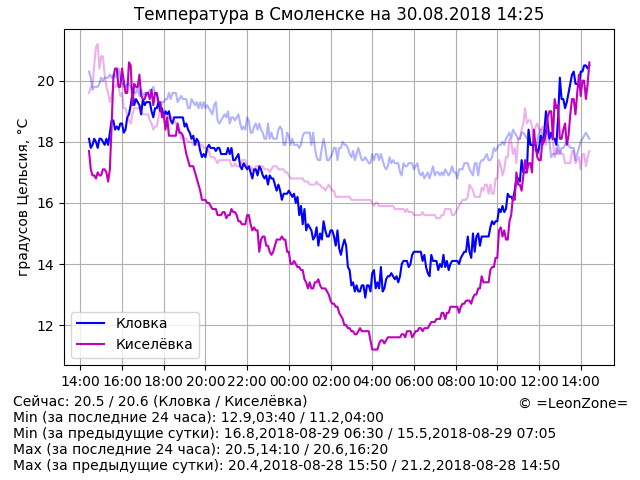 Температура в Смоленске на 30.08.2018 14:25
градусов Цельсия, °C
20
18
16
14
12
Кловка
Киселёвка
14:00 16:00 18:00 20:00 22:00 00:00 02:00 04:00 06:00 08:00 10:00 12:00 14:00
Сейчас: 20.5 / 20.6 (Кловка / Киселёвка)
© =LeonZone=
Min (за последние 24 часа): 12.9,03:40 / 11.2,04:00
Min (за предыдущие сутки): 16.8,2018-08-29 06:30 / 15.5,2018-08-29 07:05
Max (за последние 24 часа): 20.5,14:10 / 20.6,16:20
Max (за предыдущие сутки): 20.4,2018-08-28 15:50 / 21.2,2018-08-28 14:50